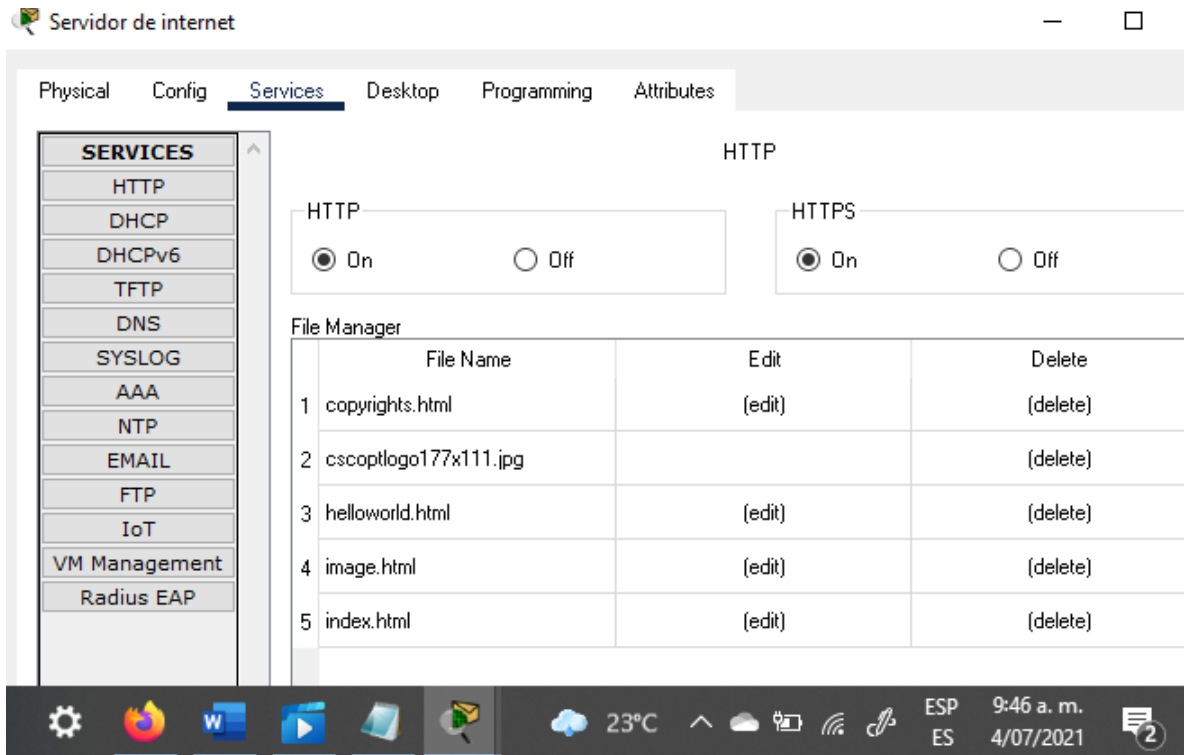 Servidor de internet
Physical Config Services Desktop Programming Attributes
SERVICES
HTTP
DHCP
DHCPv6
TFTP
DNS
SYSLOG
AAA
NTP
EMAIL
FTP
IoT
VM Management
Radius EAP
HTTP
HTTP
On Off
HTTPS
On Off
File Manager
File Name Edit Delete
1 copyrights.html (edit) (delete)
2 cscoptlogo177x111.jpg (delete)
3 helloworld.html (edit) (delete)
4 image.html (edit) (delete)
5 index.html (edit) (delete)
W
23°C
ESP
ES
9:46 a. m.
4/07/2021
2